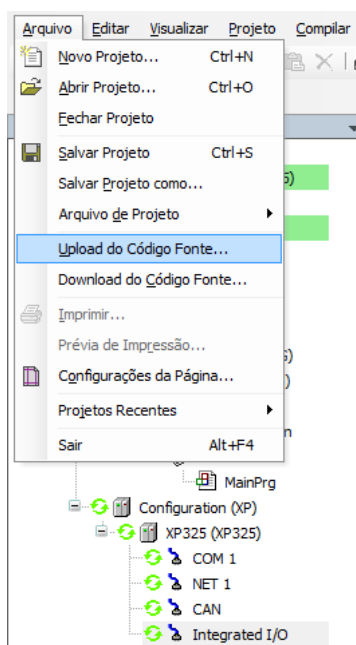 Arquivo Editar Visualizar Projeto Compilar
Novo Projeto... Ctrl+N
Abrir Projeto... Ctrl+O
Fechar Projeto
Salvar Projeto Ctrl+S
Salvar Projeto como...
Arquivo de Projeto
Upload do Código Fonte...
Download do Código Fonte...
Imprimir...
Prévia de Impressão...
Configurações da Página...
Projetos Recentes
Sair Alt+F4
MainPrg
Configuration (XP)
XP325 (XP325)
COM 1
NET 1
CAN
Integrated I/O